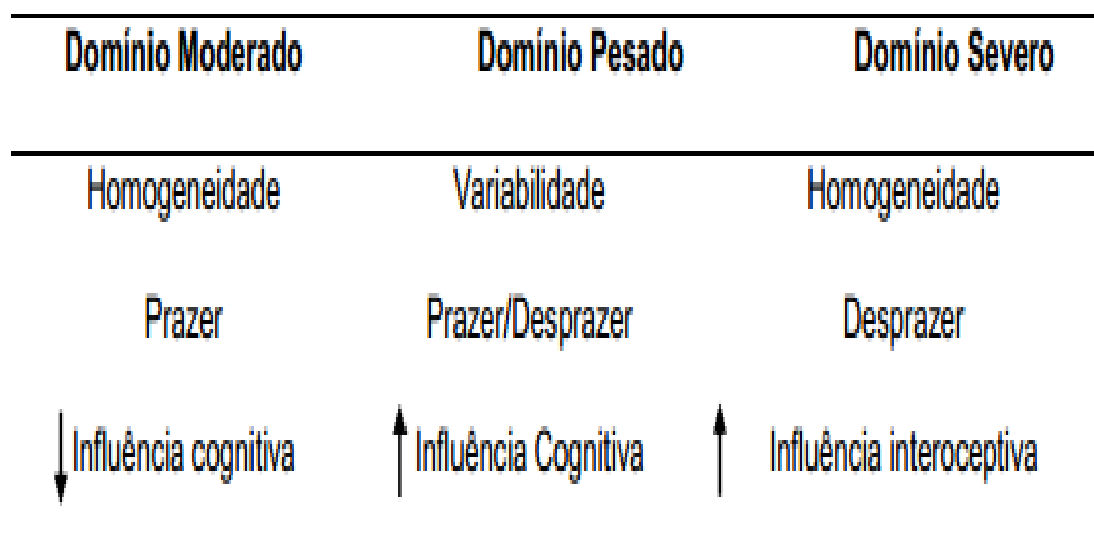 Domínio Moderado Domínio Pesado Domínio Severo
Homogeneidade Variabilidade Homogeneidade
Prazer Prazer/Desprazer Desprazer
Influência cognitiva Influência Cognitiva Influência interoceptiva